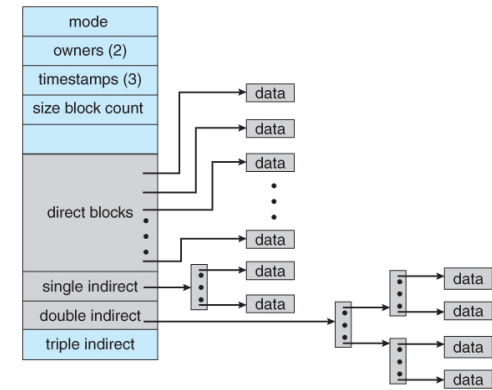 mode
owners (2)
timestamps (3)
size block count
direct blocks
single indirect
double indirect
triple indirect
data
data
data
data
data
data
data
data
data
data